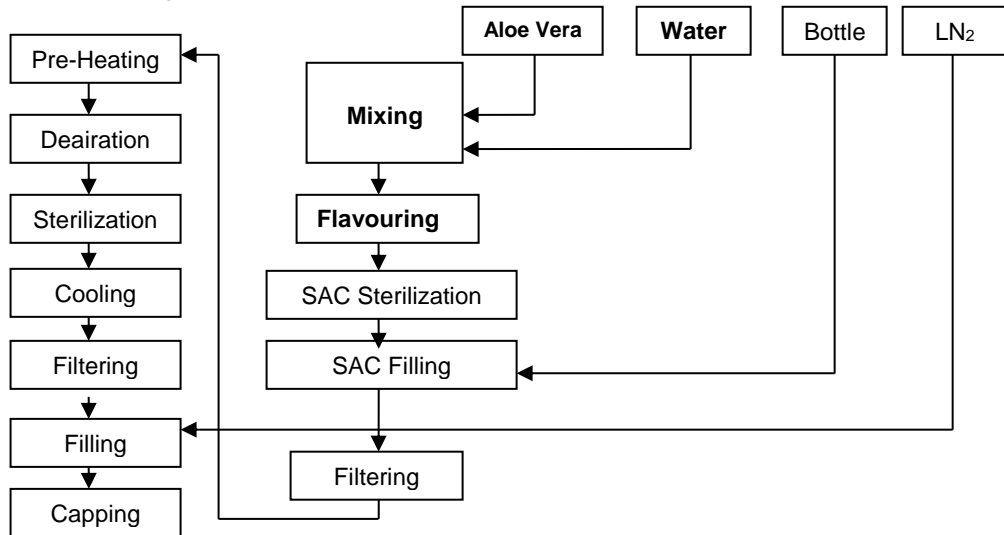 Aloe Vera
Water
Bottle
LN₂
Pre-Heating
Mixing
Deairation
Sterilization
Flavouring
Cooling
SAC Sterilization
Filtering
SAC Filling
Filling
Filtering
Capping